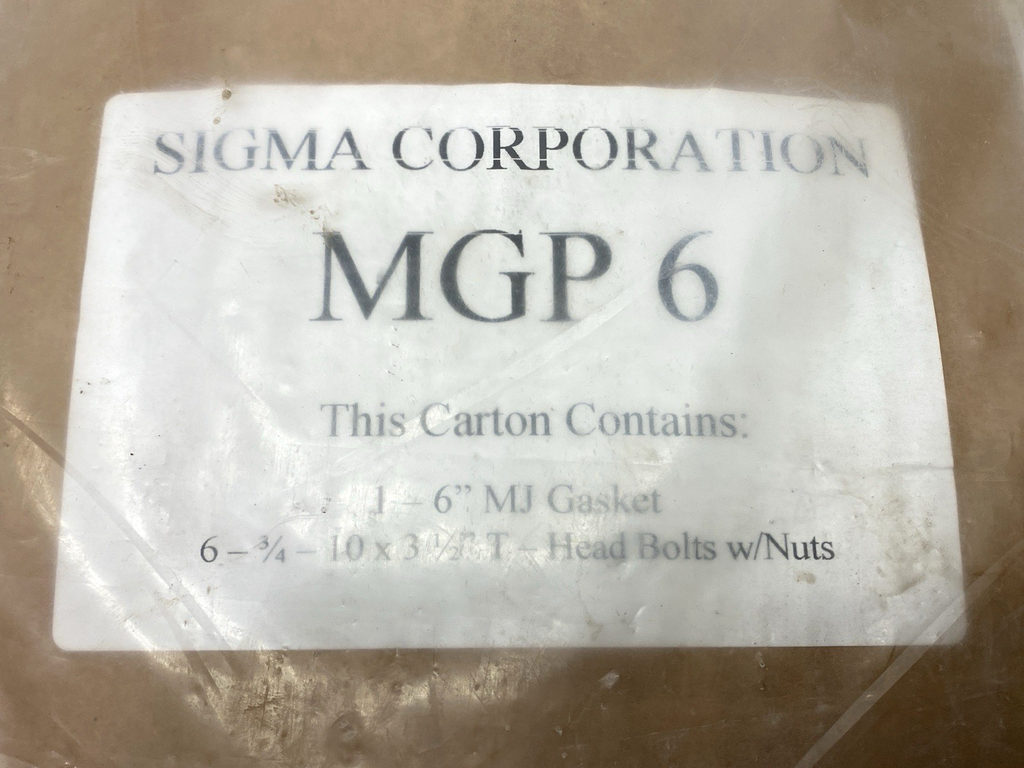 SIGMA CORPORATION
MGP 6
This Carton Contains:
1 – 6” MJ Gasket
6 – ¾ – 10 x 3 ½” T – Head Bolts w/Nuts